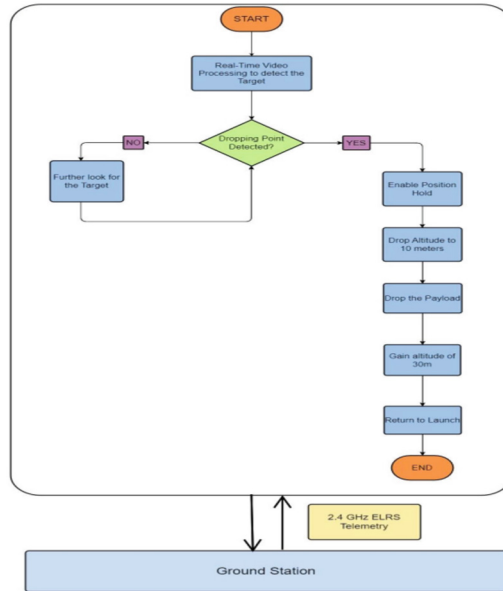 START
Real-Time Video
Processing to detect the
Target
Dropping Point
Detected?
NO
YES
Further look for
the Target
Enable Position
Hold
Drop Altitude to
10 meters
Drop the Payload
Gain altitude of
30m
Return to Launch
END
2.4 GHz ELRS
Telemetry
Ground Station